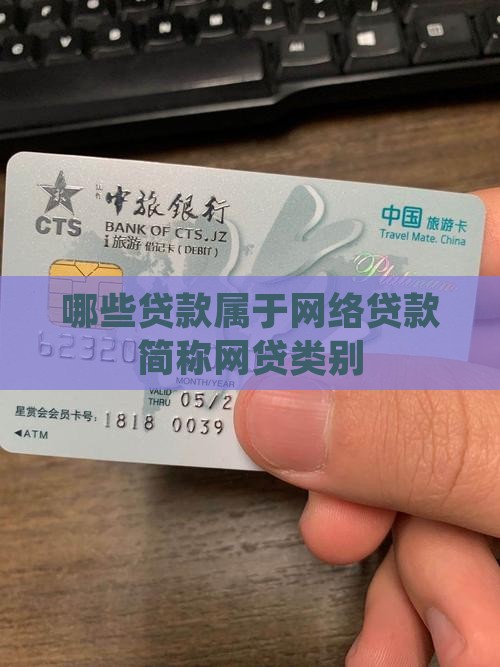 CTS
焦作 中旅银行
BANK OF CTS.JZ
i旅游 借记卡 (DEBIT)
中国 旅游卡
Travel Mate. China
Platinum
哪些贷款属于网络贷款
简称网贷类别
62320
MONTH/YEAR
VALID
THRU 05/2
星赏会会员卡号: 1818 0039
◄ATM